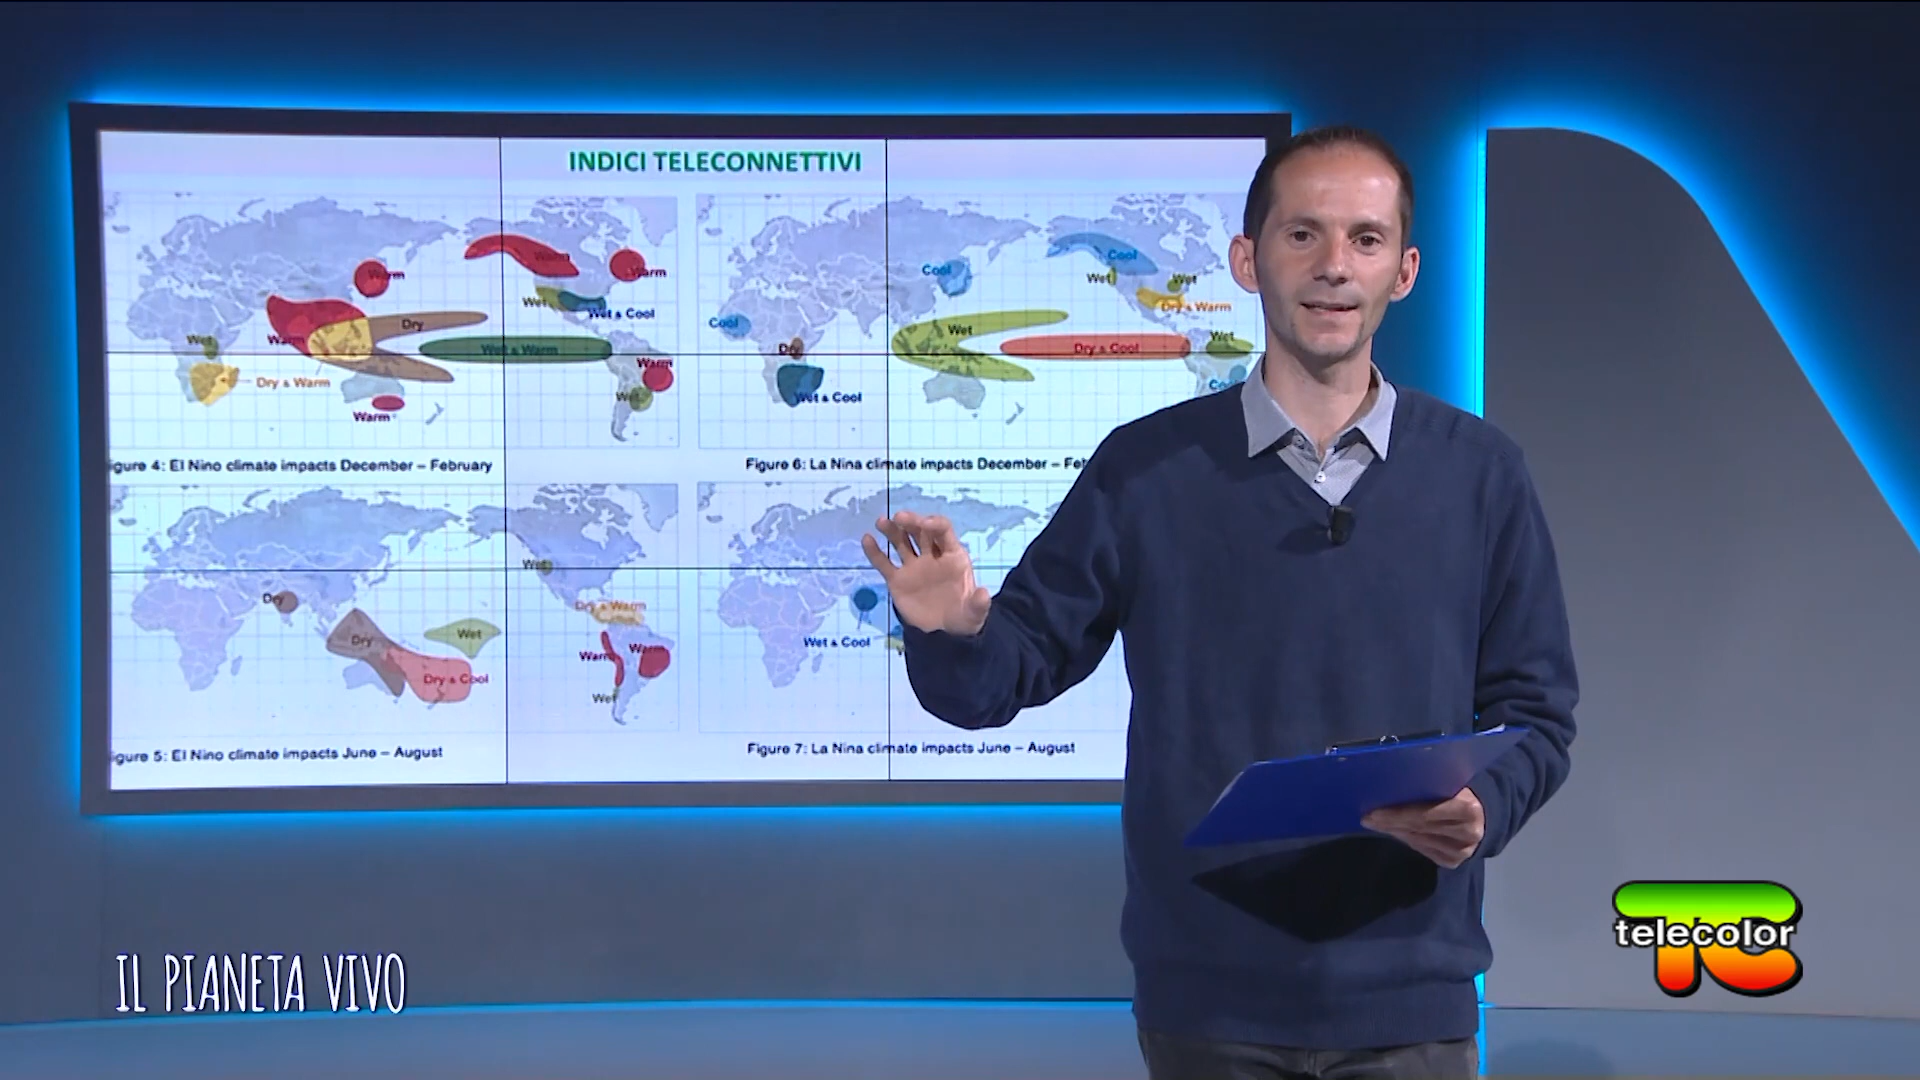 INDICI TELECONNETTIVI
Warm
Warm
Warm
Wet
Wet & Cool
Dry
Wet
Warm
Wet & Warm
Warm
Dry & Warm
Wet
Warm
igure 4: El Nino climate impacts December – February
Cool
Cool
Wet
Wet
Dry & Warm
Cool
Wet
Wet
Dry
Dry & Cool
Wet & Cool
Figure 6: La Nina climate impacts December – Feb
Wet
Dry
Dry & Warm
Dry
Wet
Warm
Warm
Dry & Cool
Wet
igure 5: El Nino climate impacts June – August
Wet & Cool
Figure 7: La Nina climate impacts June – August
IL PIANETA VIVO
telecolor
TC